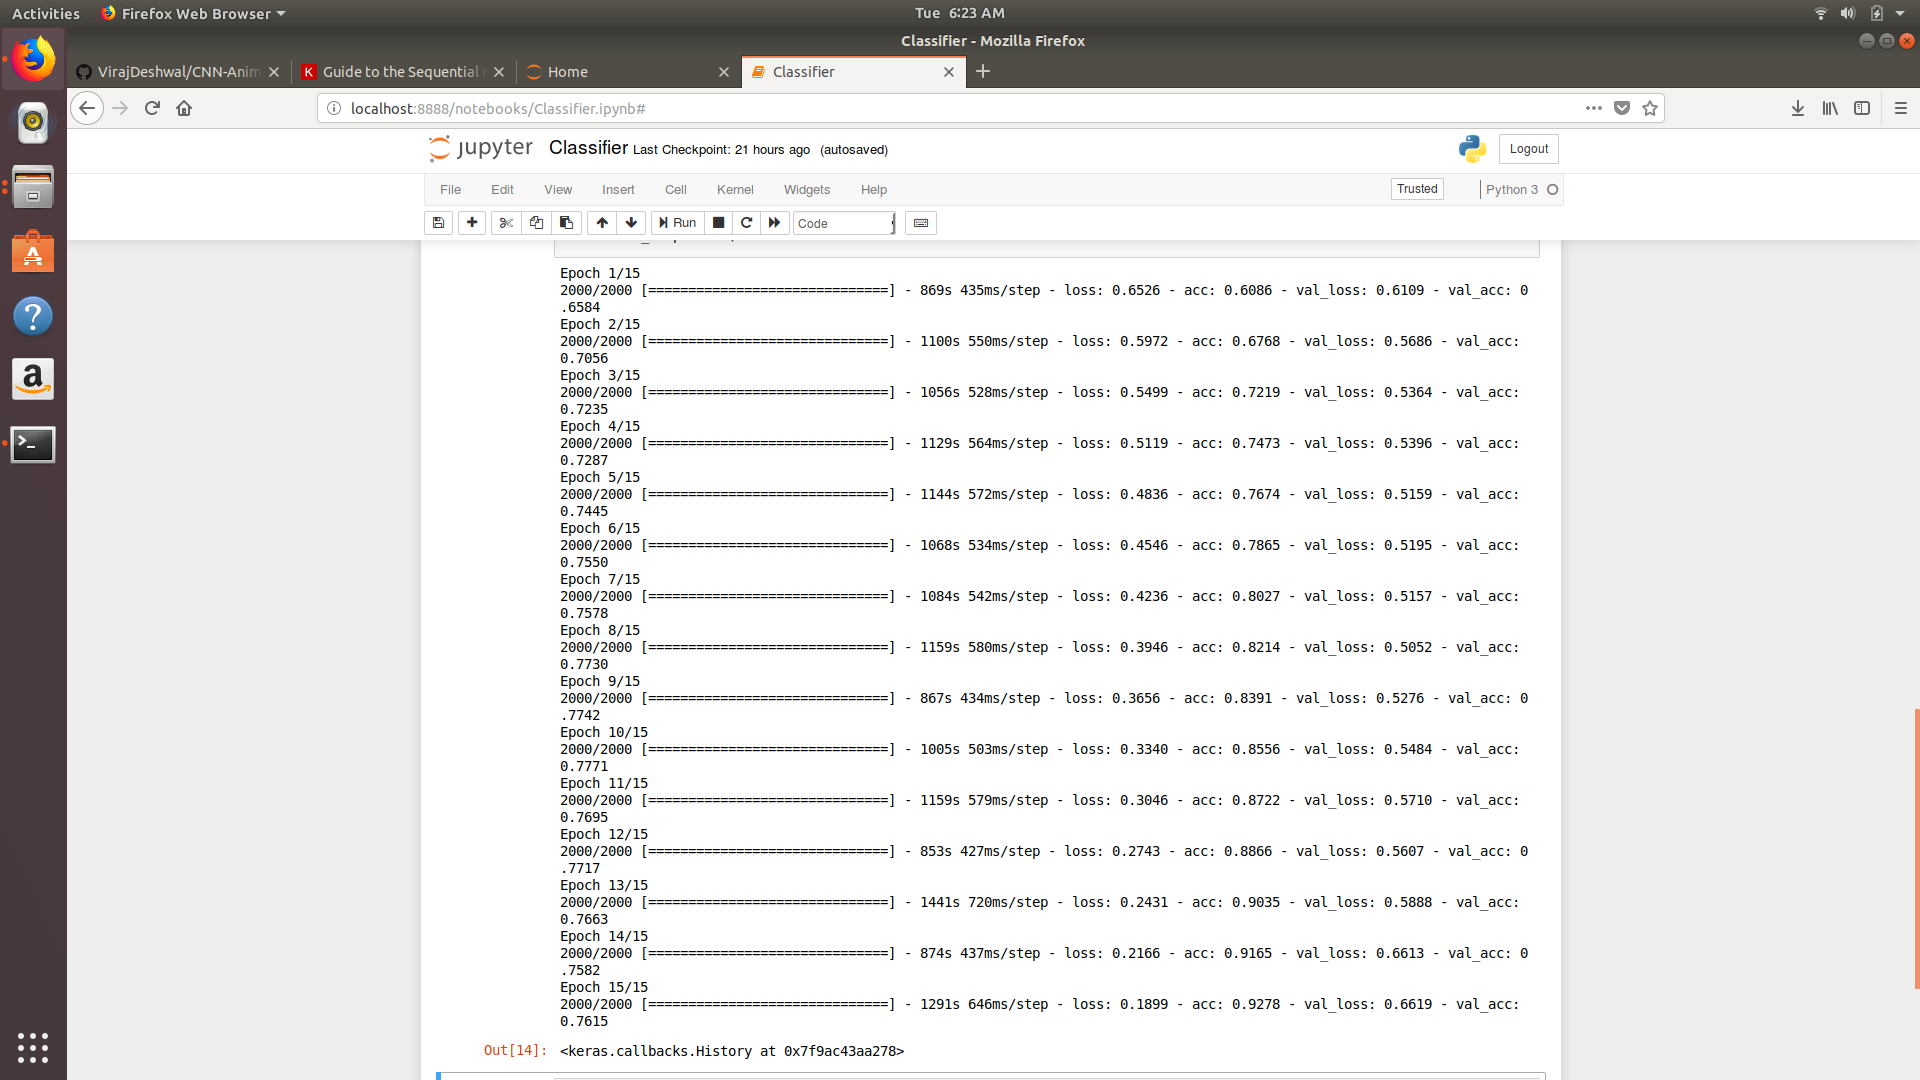 Activities
Firefox Web Browser
Tue 6:23 AM
Classifier - Mozilla Firefox
VirajDeshwal/CNN-Anim
Guide to the Sequential
Home
Classifier
localhost:8888/notebooks/Classifier.ipynb#
jupyter Classifier Last Checkpoint: 21 hours ago (autosaved)
Logout
File Edit View Insert Cell Kernel Widgets Help
Trusted
Python 3
Run
Code
Epoch 1/15
2000/2000 [==============================] - 869s 435ms/step - loss: 0.6526 - acc: 0.6086 - val_loss: 0.6109 - val_acc: 0
.6584
Epoch 2/15
2000/2000 [==============================] - 1100s 550ms/step - loss: 0.5972 - acc: 0.6768 - val_loss: 0.5686 - val_acc:
0.7056
Epoch 3/15
2000/2000 [==============================] - 1056s 528ms/step - loss: 0.5499 - acc: 0.7219 - val_loss: 0.5364 - val_acc:
0.7235
Epoch 4/15
2000/2000 [==============================] - 1129s 564ms/step - loss: 0.5119 - acc: 0.7473 - val_loss: 0.5396 - val_acc:
0.7287
Epoch 5/15
2000/2000 [==============================] - 1144s 572ms/step - loss: 0.4836 - acc: 0.7674 - val_loss: 0.5159 - val_acc:
0.7445
Epoch 6/15
2000/2000 [==============================] - 1068s 534ms/step - loss: 0.4546 - acc: 0.7865 - val_loss: 0.5195 - val_acc:
0.7550
Epoch 7/15
2000/2000 [==============================] - 1084s 542ms/step - loss: 0.4236 - acc: 0.8027 - val_loss: 0.5157 - val_acc:
0.7578
Epoch 8/15
2000/2000 [==============================] - 1159s 580ms/step - loss: 0.3946 - acc: 0.8214 - val_loss: 0.5052 - val_acc:
0.7730
Epoch 9/15
2000/2000 [==============================] - 867s 434ms/step - loss: 0.3656 - acc: 0.8391 - val_loss: 0.5276 - val_acc: 0
.7742
Epoch 10/15
2000/2000 [==============================] - 1005s 503ms/step - loss: 0.3340 - acc: 0.8556 - val_loss: 0.5484 - val_acc:
0.7771
Epoch 11/15
2000/2000 [==============================] - 1159s 579ms/step - loss: 0.3046 - acc: 0.8722 - val_loss: 0.5710 - val_acc:
0.7695
Epoch 12/15
2000/2000 [==============================] - 853s 427ms/step - loss: 0.2743 - acc: 0.8866 - val_loss: 0.5607 - val_acc: 0
.7717
Epoch 13/15
2000/2000 [==============================] - 1441s 720ms/step - loss: 0.2431 - acc: 0.9035 - val_loss: 0.5888 - val_acc:
0.7663
Epoch 14/15
2000/2000 [==============================] - 874s 437ms/step - loss: 0.2166 - acc: 0.9165 - val_loss: 0.6613 - val_acc: 0
.7582
Epoch 15/15
2000/2000 [==============================] - 1291s 646ms/step - loss: 0.1899 - acc: 0.9278 - val_loss: 0.6619 - val_acc:
0.7615
Out[14]: <keras.callbacks.History at 0x7f9ac43aa278>